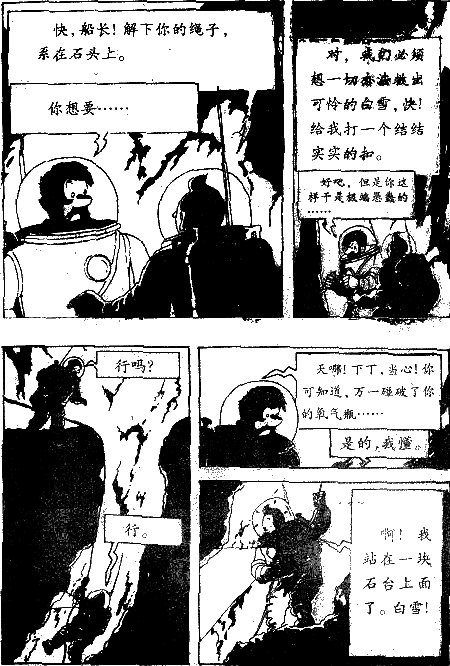 快，船长！解下你的绳子，
系在石头上。
你想要……
对，我们必须
想一切办法救出
可怜的白雪，快！
给我打一个结结
实实的扣。
好吧，但是你这
样干是极端愚蠢的
……
行吗？
行。
天哪！丁丁，当心！你
可知道，万一碰破了你
的氧气瓶……
是的，我懂。
啊！我
站在一块
石台上面
了。白雪！